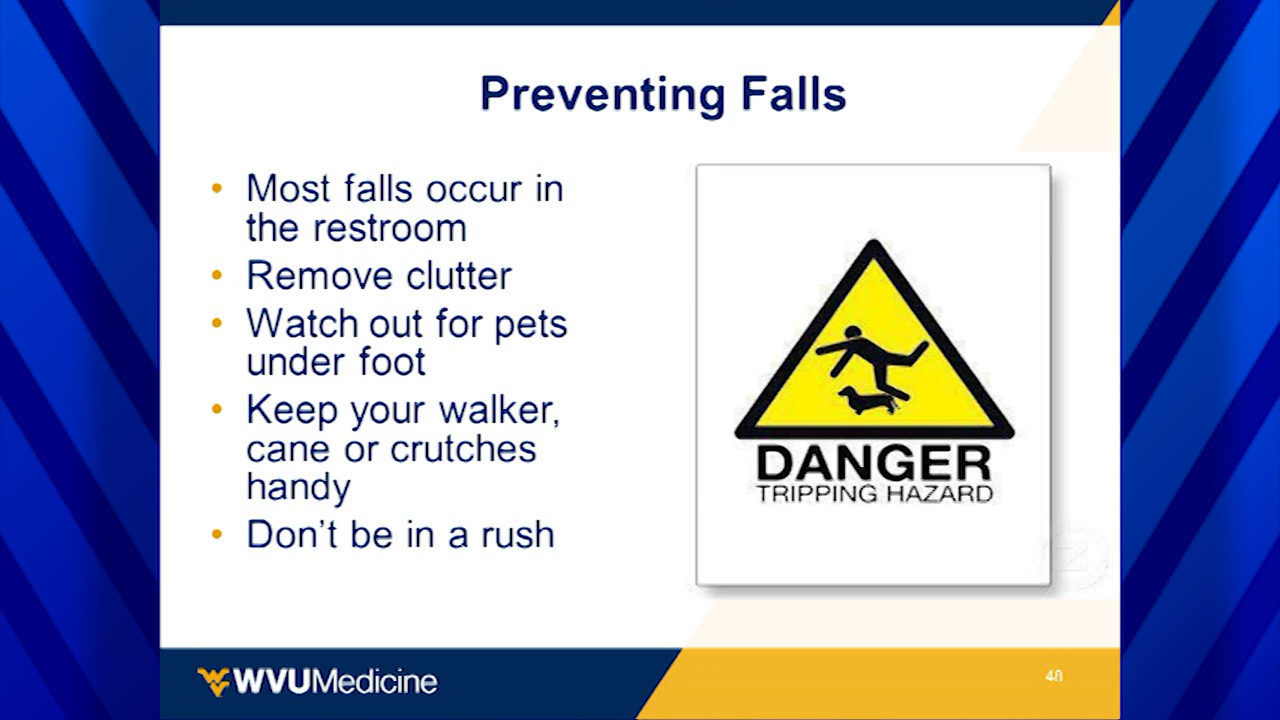 Preventing Falls
• Most falls occur in
the restroom
• Remove clutter
• Watch out for pets
under foot
• Keep your walker,
cane or crutches
handy
• Don't be in a rush
DANGER
TRIPPING HAZARD
WVUMedicine
48